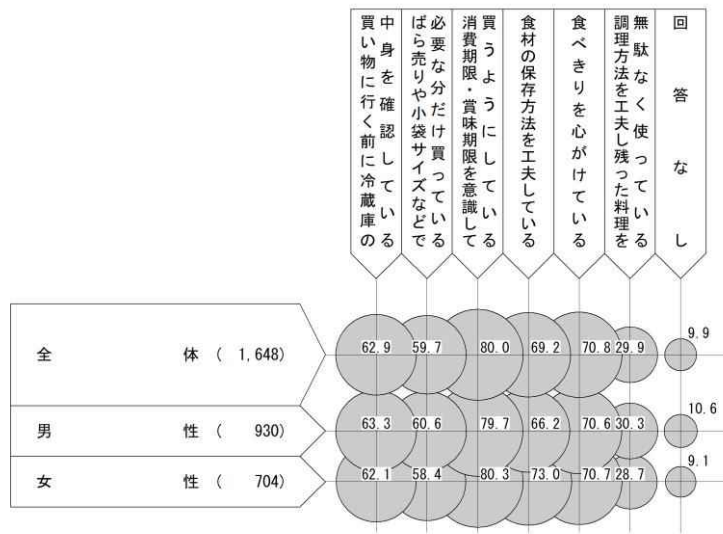 買い物に行く前に冷蔵庫の
中身を確認している
ばら売りや小袋サイズなどで
必要な分だけ買っている
消費期限・賞味期限を意識して
買うようにしている
食材の保存方法を工夫している
食べきりを心がけている
調理方法を工夫し残った料理を
無駄なく使っている
回答なし
全体 ( 1,648)
62.9 59.7 80.0 69.2 70.8 29.9 9.9
男性 ( 930)
63.3 60.6 79.7 66.2 70.6 30.3 10.6
女性 ( 704)
62.1 58.4 80.3 73.0 70.7 28.7 9.1